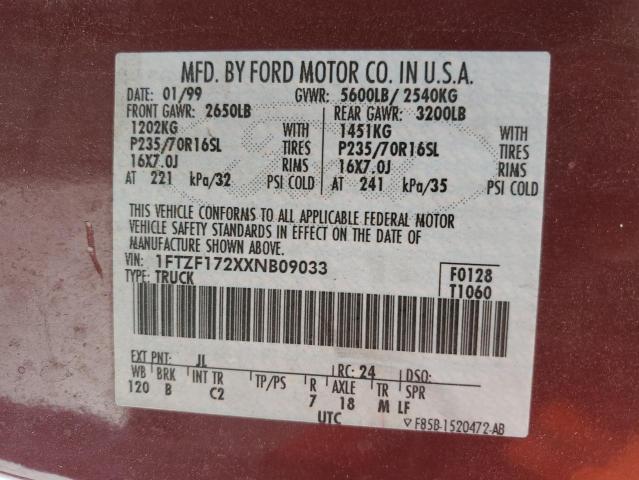 MFD. BY FORD MOTOR CO. IN U.S.A.
DATE: 01/99 GVWR: 5600LB/ 2540KG
FRONT GAWR: 2650LB REAR GAWR: 3200LB
1202KG WITH 1451KG WITH
P235/70R16SL TIRES P235/70R16SL TIRES
16X7.0J RIMS 16X7.0J RIMS
AT 221 kPa/32 PSI COLD AT 241 kPa/35 PSI COLD
THIS VEHICLE CONFORMS TO ALL APPLICABLE FEDERAL MOTOR
VEHICLE SAFETY STANDARDS IN EFFECT ON THE DATE OF
MANUFACTURE SHOWN ABOVE.
VIN: 1FTZF172XXNB09033 F0128
TYPE: TRUCK T1060
EXT PNT: JL RC: 24 DSO:
WB BRK INT TR TP/PS R AXLE TR SPR
120 B C2 7 18 M LF
UTC
F85B-1520472-AB